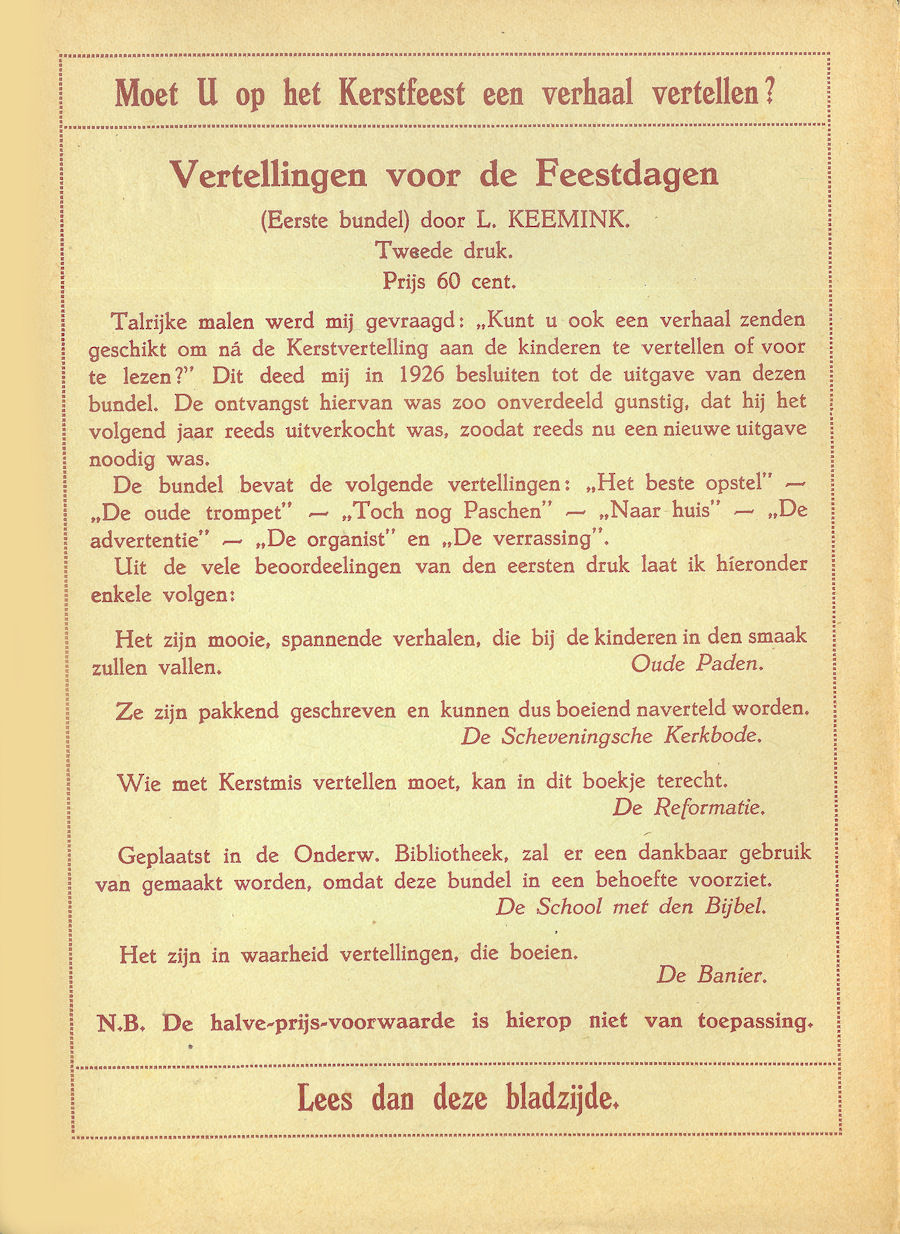 Moet U op het Kerstfeest een verhaal vertellen?
Vertellingen voor de Feestdagen
(Eerste bundel) door L. KEEMINK.
Tweede druk.
Prijs 60 cent.
Talrijke malen werd mij gevraagd: „Kunt u ook een verhaal zenden
geschikt om ná de Kerstvertelling aan de kinderen te vertellen of voor
te lezen?” Dit deed mij in 1926 besluiten tot de uitgave van dezen
bundel. De ontvangst hiervan was zoo onverdeeld gunstig, dat hij het
volgend jaar reeds uitverkocht was, zoodat reeds nu een nieuwe uitgave
noodig was.
De bundel bevat de volgende vertellingen: „Het beste opstel” —
„De oude trompet” — „Toch nog Paschen” — „Naar huis” — „De
advertentie” — „De organist” en „De verrassing”.
Uit de vele beoordeelingen van den eersten druk laat ik hieronder
enkele volgen:
Het zijn mooie, spannende verhalen, die bij de kinderen in den smaak
zullen vallen. Oude Paden.
Ze zijn pakkend geschreven en kunnen dus boeiend naverteld worden.
De Scheveningsche Kerkbode.
Wie met Kerstmis vertellen moet, kan in dit boekje terecht.
De Reformatie.
Geplaatst in de Onderw. Bibliotheek, zal er een dankbaar gebruik
van gemaakt worden, omdat deze bundel in een behoefte voorziet.
De School met den Bijbel.
Het zijn in waarheid vertellingen, die boeien.
De Banier.
N.B. De halve-prijs-voorwaarde is hierop niet van toepassing.
Lees dan deze bladzijde.